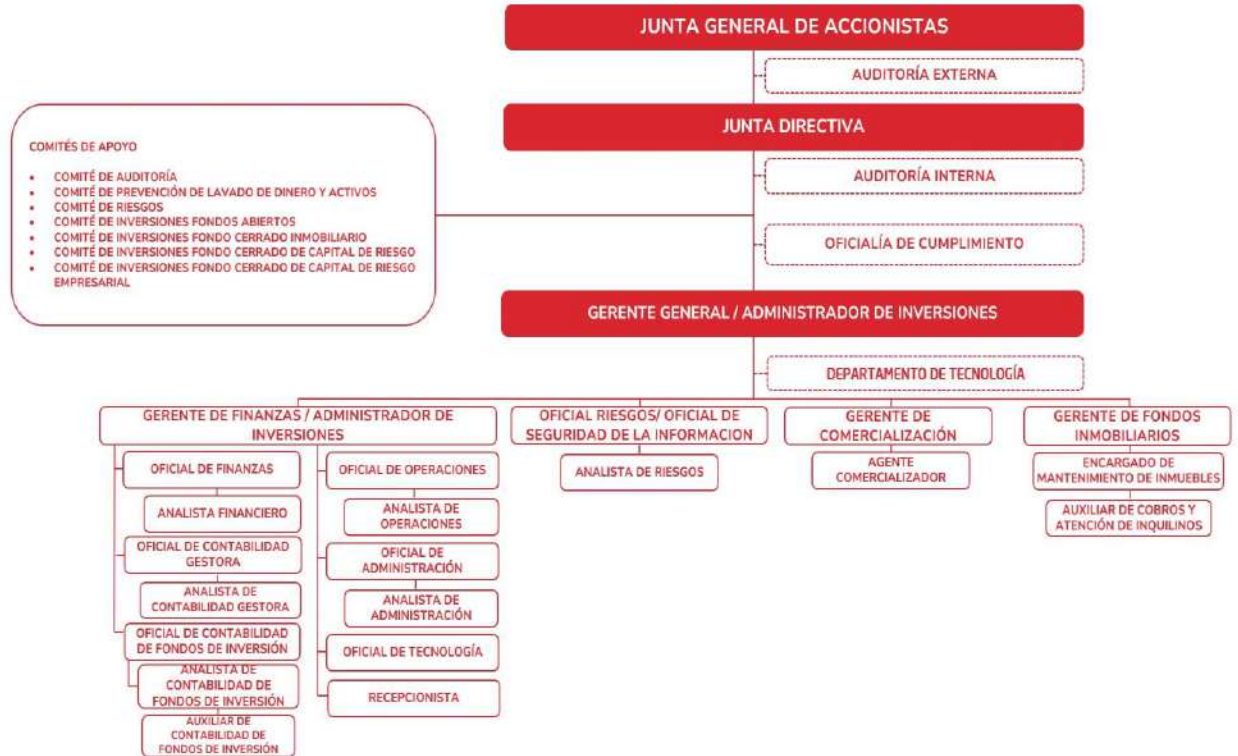 JUNTA GENERAL DE ACCIONISTAS
AUDITORÍA EXTERNA
JUNTA DIRECTIVA
COMITÉS DE APOYO
• COMITÉ DE AUDITORÍA
• COMITÉ DE PREVENCIÓN DE LAVADO DE DINERO Y ACTIVOS
• COMITÉ DE RIESGOS
• COMITÉ DE INVERSIONES FONDOS ABIERTOS
• COMITÉ DE INVERSIONES FONDO CERRADO INMOBILIARIO
• COMITÉ DE INVERSIONES FONDO CERRADO DE CAPITAL DE RIESGO
• COMITÉ DE INVERSIONES FONDO CERRADO DE CAPITAL DE RIESGO
EMPRESARIAL
AUDITORÍA INTERNA
OFICIALÍA DE CUMPLIMIENTO
GERENTE GENERAL / ADMINISTRADOR DE INVERSIONES
DEPARTAMENTO DE TECNOLOGÍA
GERENTE DE FINANZAS / ADMINISTRADOR DE
INVERSIONES
OFICIAL DE FINANZAS
ANALISTA FINANCIERO
OFICIAL DE CONTABILIDAD
GESTORA
ANALISTA DE
CONTABILIDAD GESTORA
OFICIAL DE CONTABILIDAD
DE FONDOS DE INVERSIÓN
ANALISTA DE
CONTABILIDAD DE
FONDOS DE INVERSIÓN
AUXILIAR DE
CONTABILIDAD DE
FONDOS DE INVERSIÓN
OFICIAL DE OPERACIONES
ANALISTA DE
OPERACIONES
OFICIAL DE
ADMINISTRACIÓN
ANALISTA DE
ADMINISTRACIÓN
OFICIAL DE TECNOLOGÍA
RECEPCIONISTA
OFICIAL RIESGOS/ OFICIAL DE
SEGURIDAD DE LA INFORMACION
ANALISTA DE RIESGOS
GERENTE DE
COMERCIALIZACIÓN
AGENTE
COMERCIALIZADOR
GERENTE DE FONDOS
INMOBILIARIOS
ENCARGADO DE
MANTENIMIENTO DE INMUEBLES
AUXILIAR DE COBROS Y
ATENCIÓN DE INQUILINOS